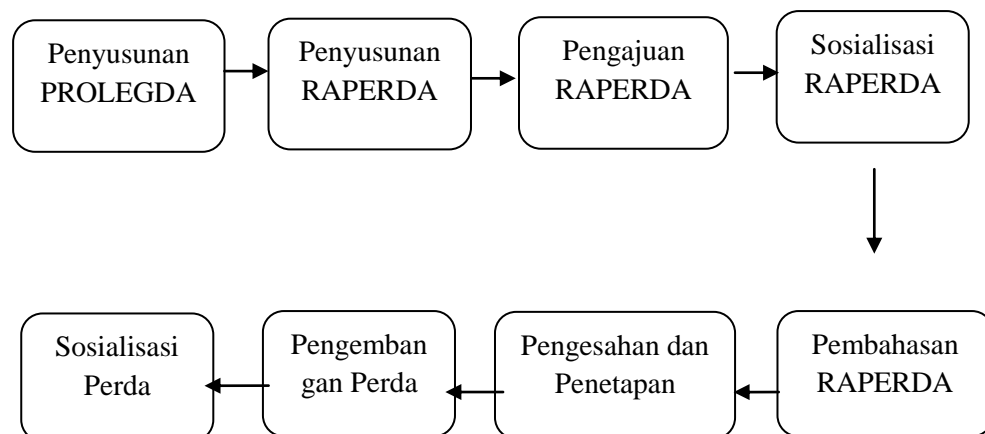 Penyusunan
PROLEGDA
Penyusunan
RAPERDA
Pengajuan
RAPERDA
Sosialisasi
RAPERDA
Pembahasan
RAPERDA
Pengesahan dan
Penetapan
Pengemban
gan Perda
Sosialisasi
Perda